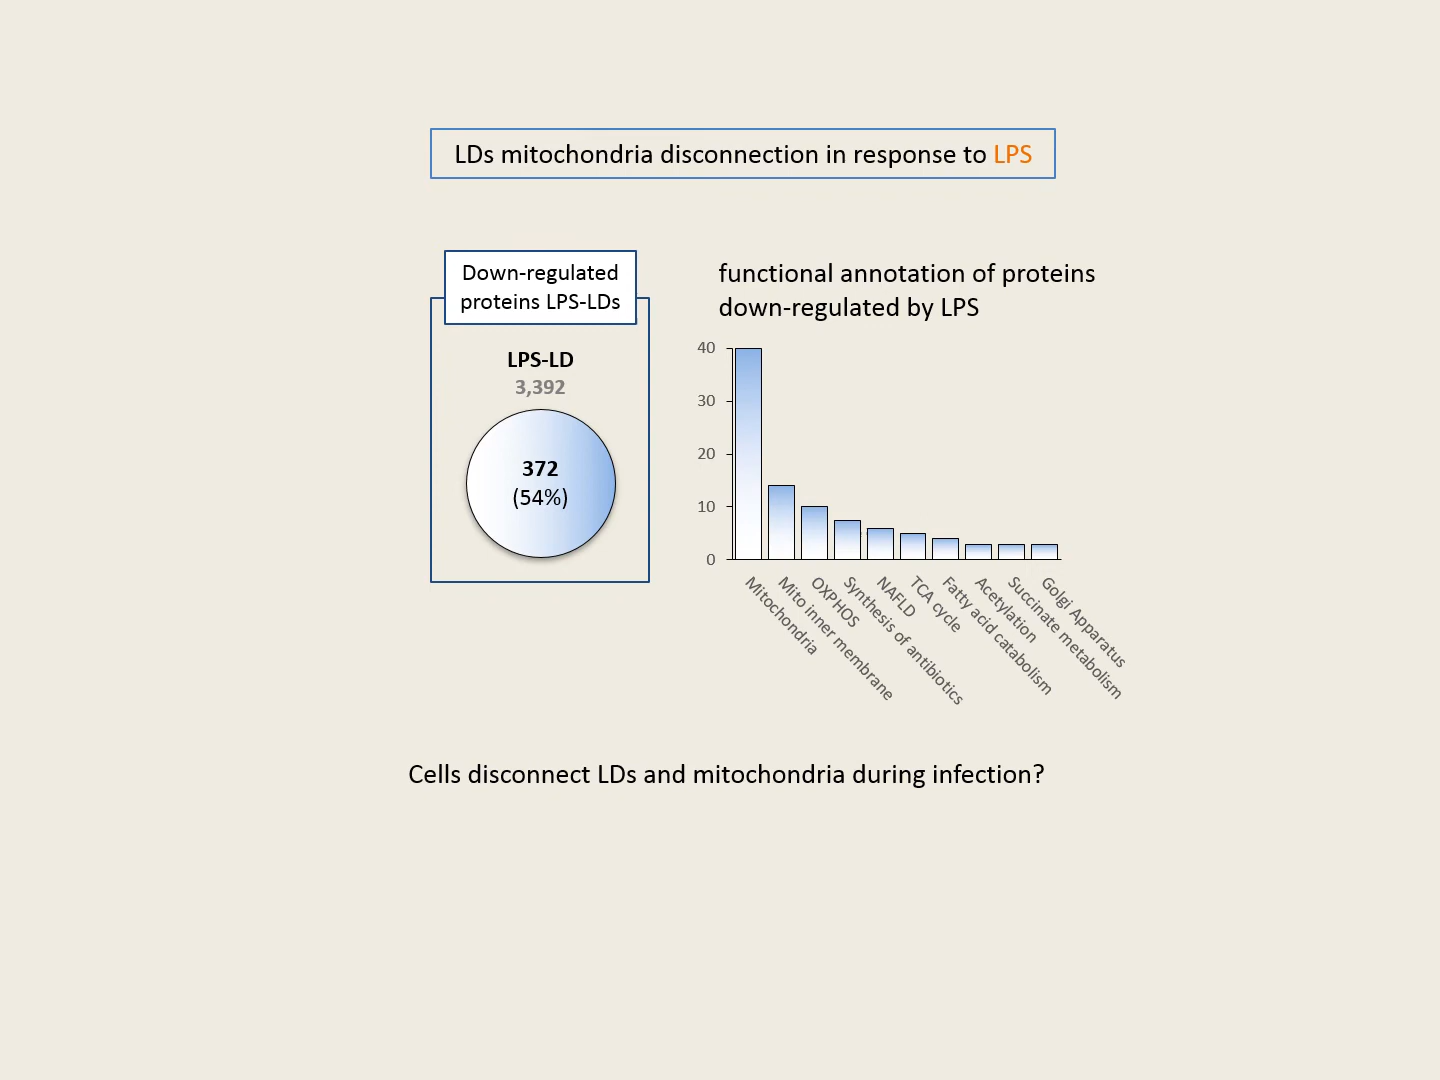 LDs mitochondria disconnection in response to LPS
Down-regulated
proteins LPS-LDs
LPS-LD
3,392
372
(54%)
functional annotation of proteins
down-regulated by LPS
40
30
20
10
0
Mitochondria
Mito inner membrane
OXPHOS
Synthesis of antibiotics
NAFLD
TCA cycle
Fatty acid catabolism
Acetylation
Succinate metabolism
Golgi Apparatus
Cells disconnect LDs and mitochondria during infection?